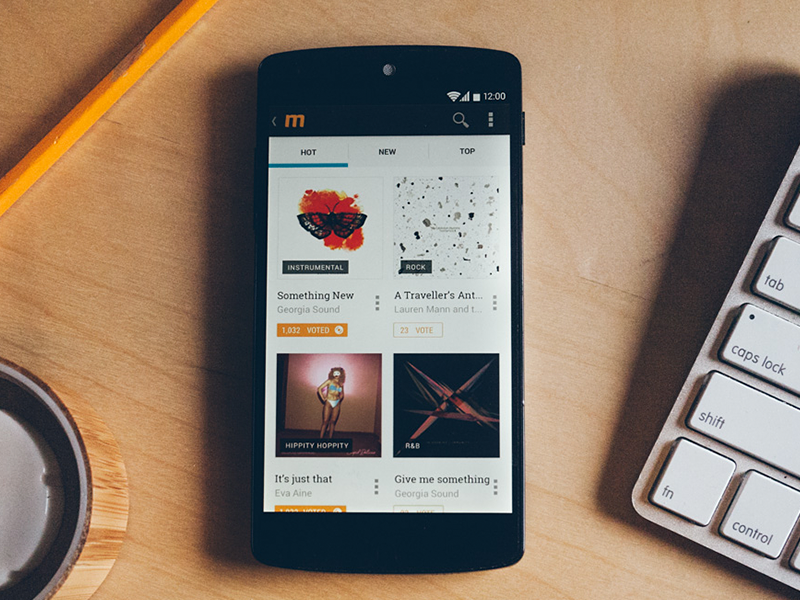 12:00
m
HOT NEW TOP
INSTRUMENTAL
ROCK
Something New
Georgia Sound
1,032 VOTED
A Traveller's Ant...
Lauren Mann and t...
23 VOTE
HIPPITY HOPPITY
R&B
It's just that
Eva Aine
Give me something
Georgia Sound
tab
caps lock
shift
fn
control